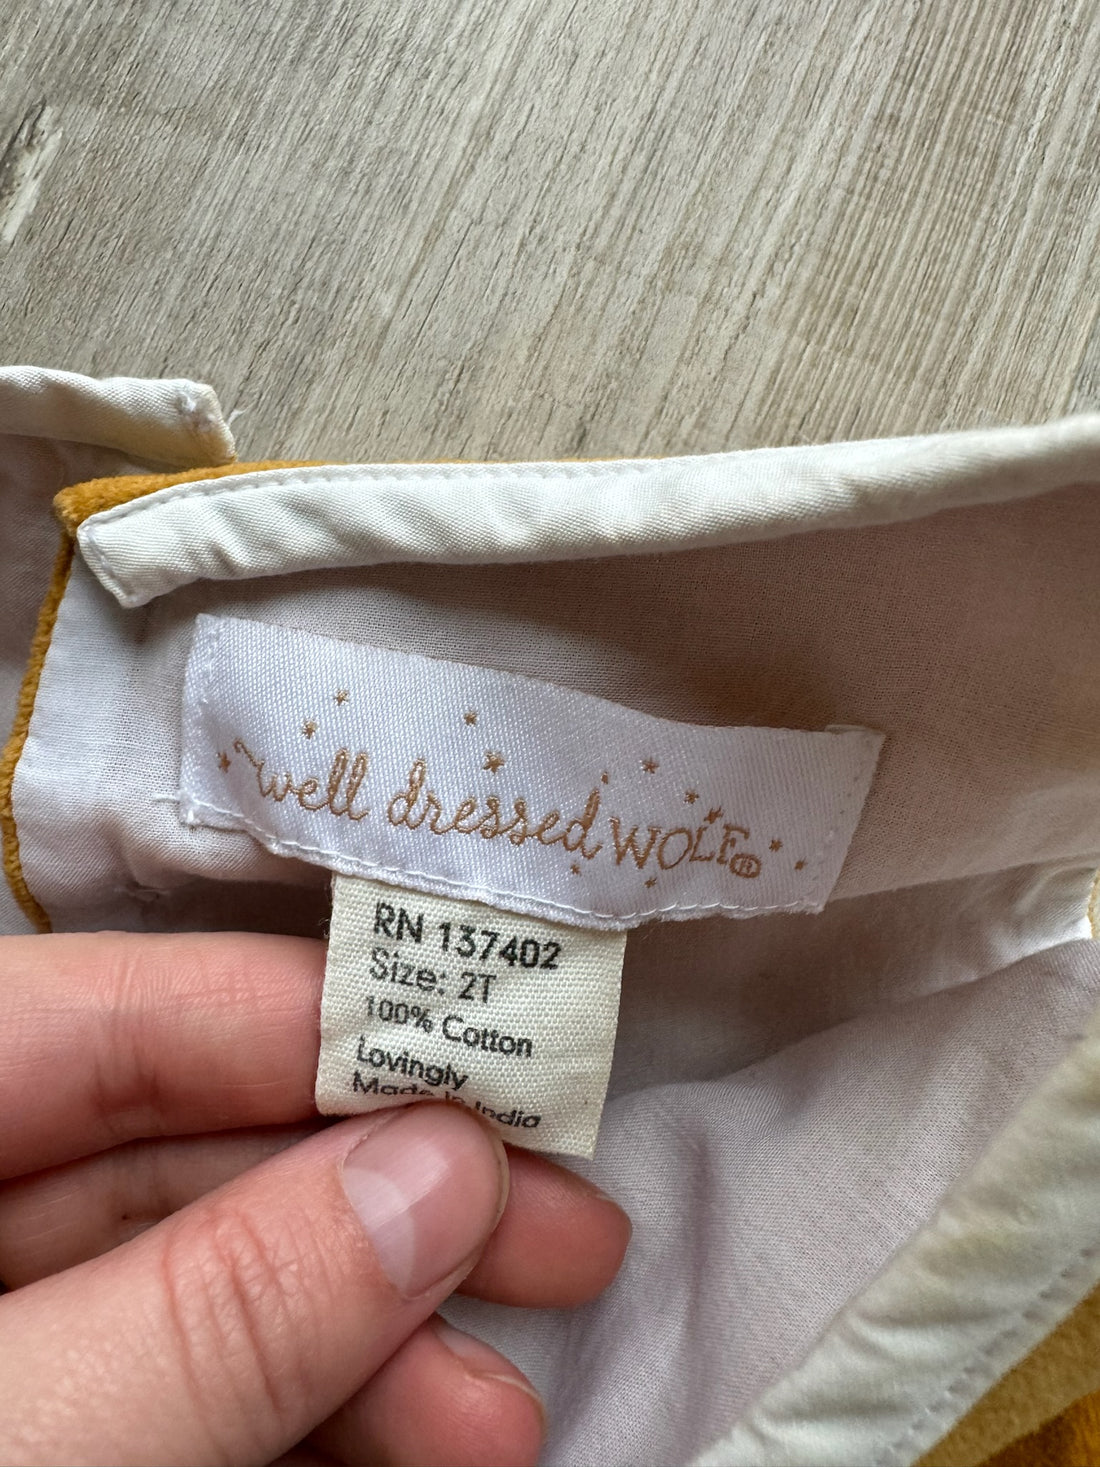 well dressed WOLF®
RN 137402
Size: 2T
100% Cotton
Lovingly
Made in India